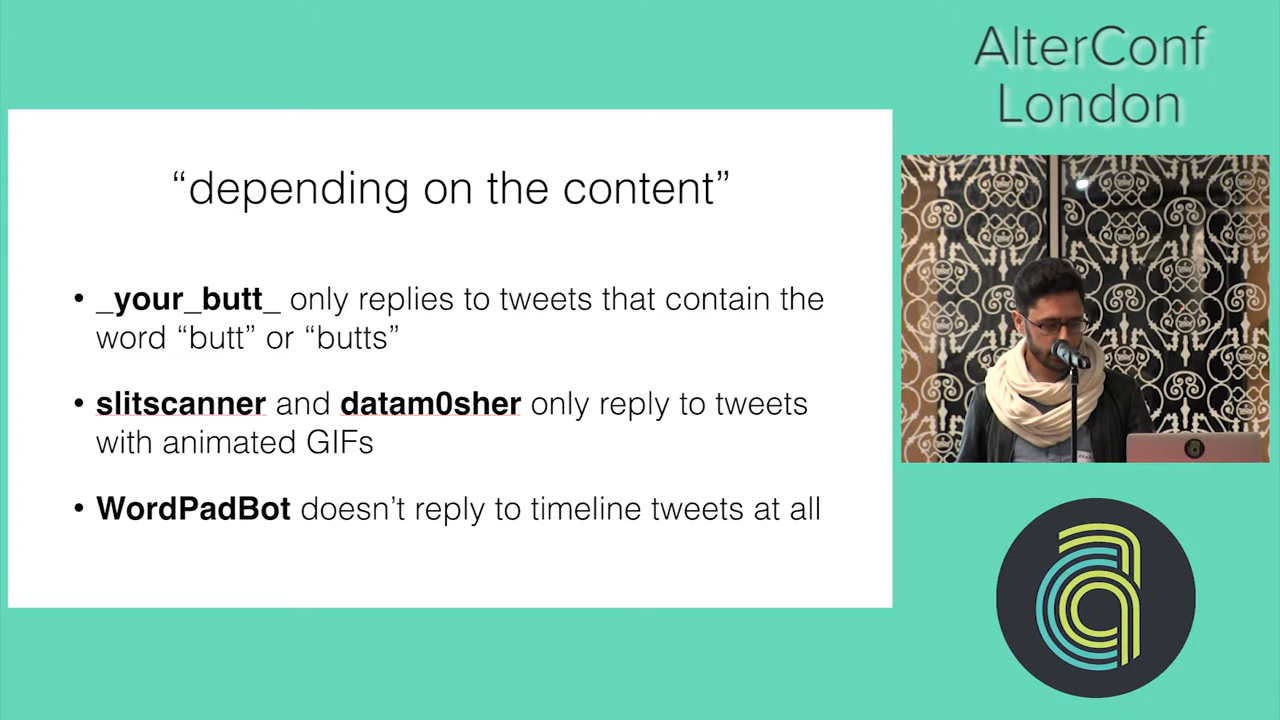 AlterConf
London
“depending on the content”
• _your_butt_ only replies to tweets that contain the
word “butt” or “butts”
• slitscanner and datam0sher only reply to tweets
with animated GIFs
• WordPadBot doesn’t reply to timeline tweets at all